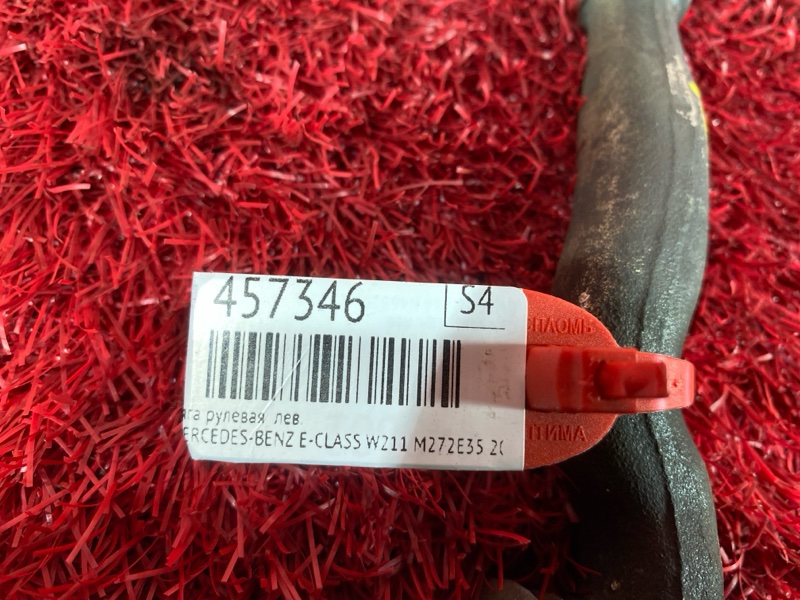 457346 S4
яга рулевая лев.
ERCEDES-BENZ E-CLASS W211 M272E35 20
ПЛОМБ
ТИМА